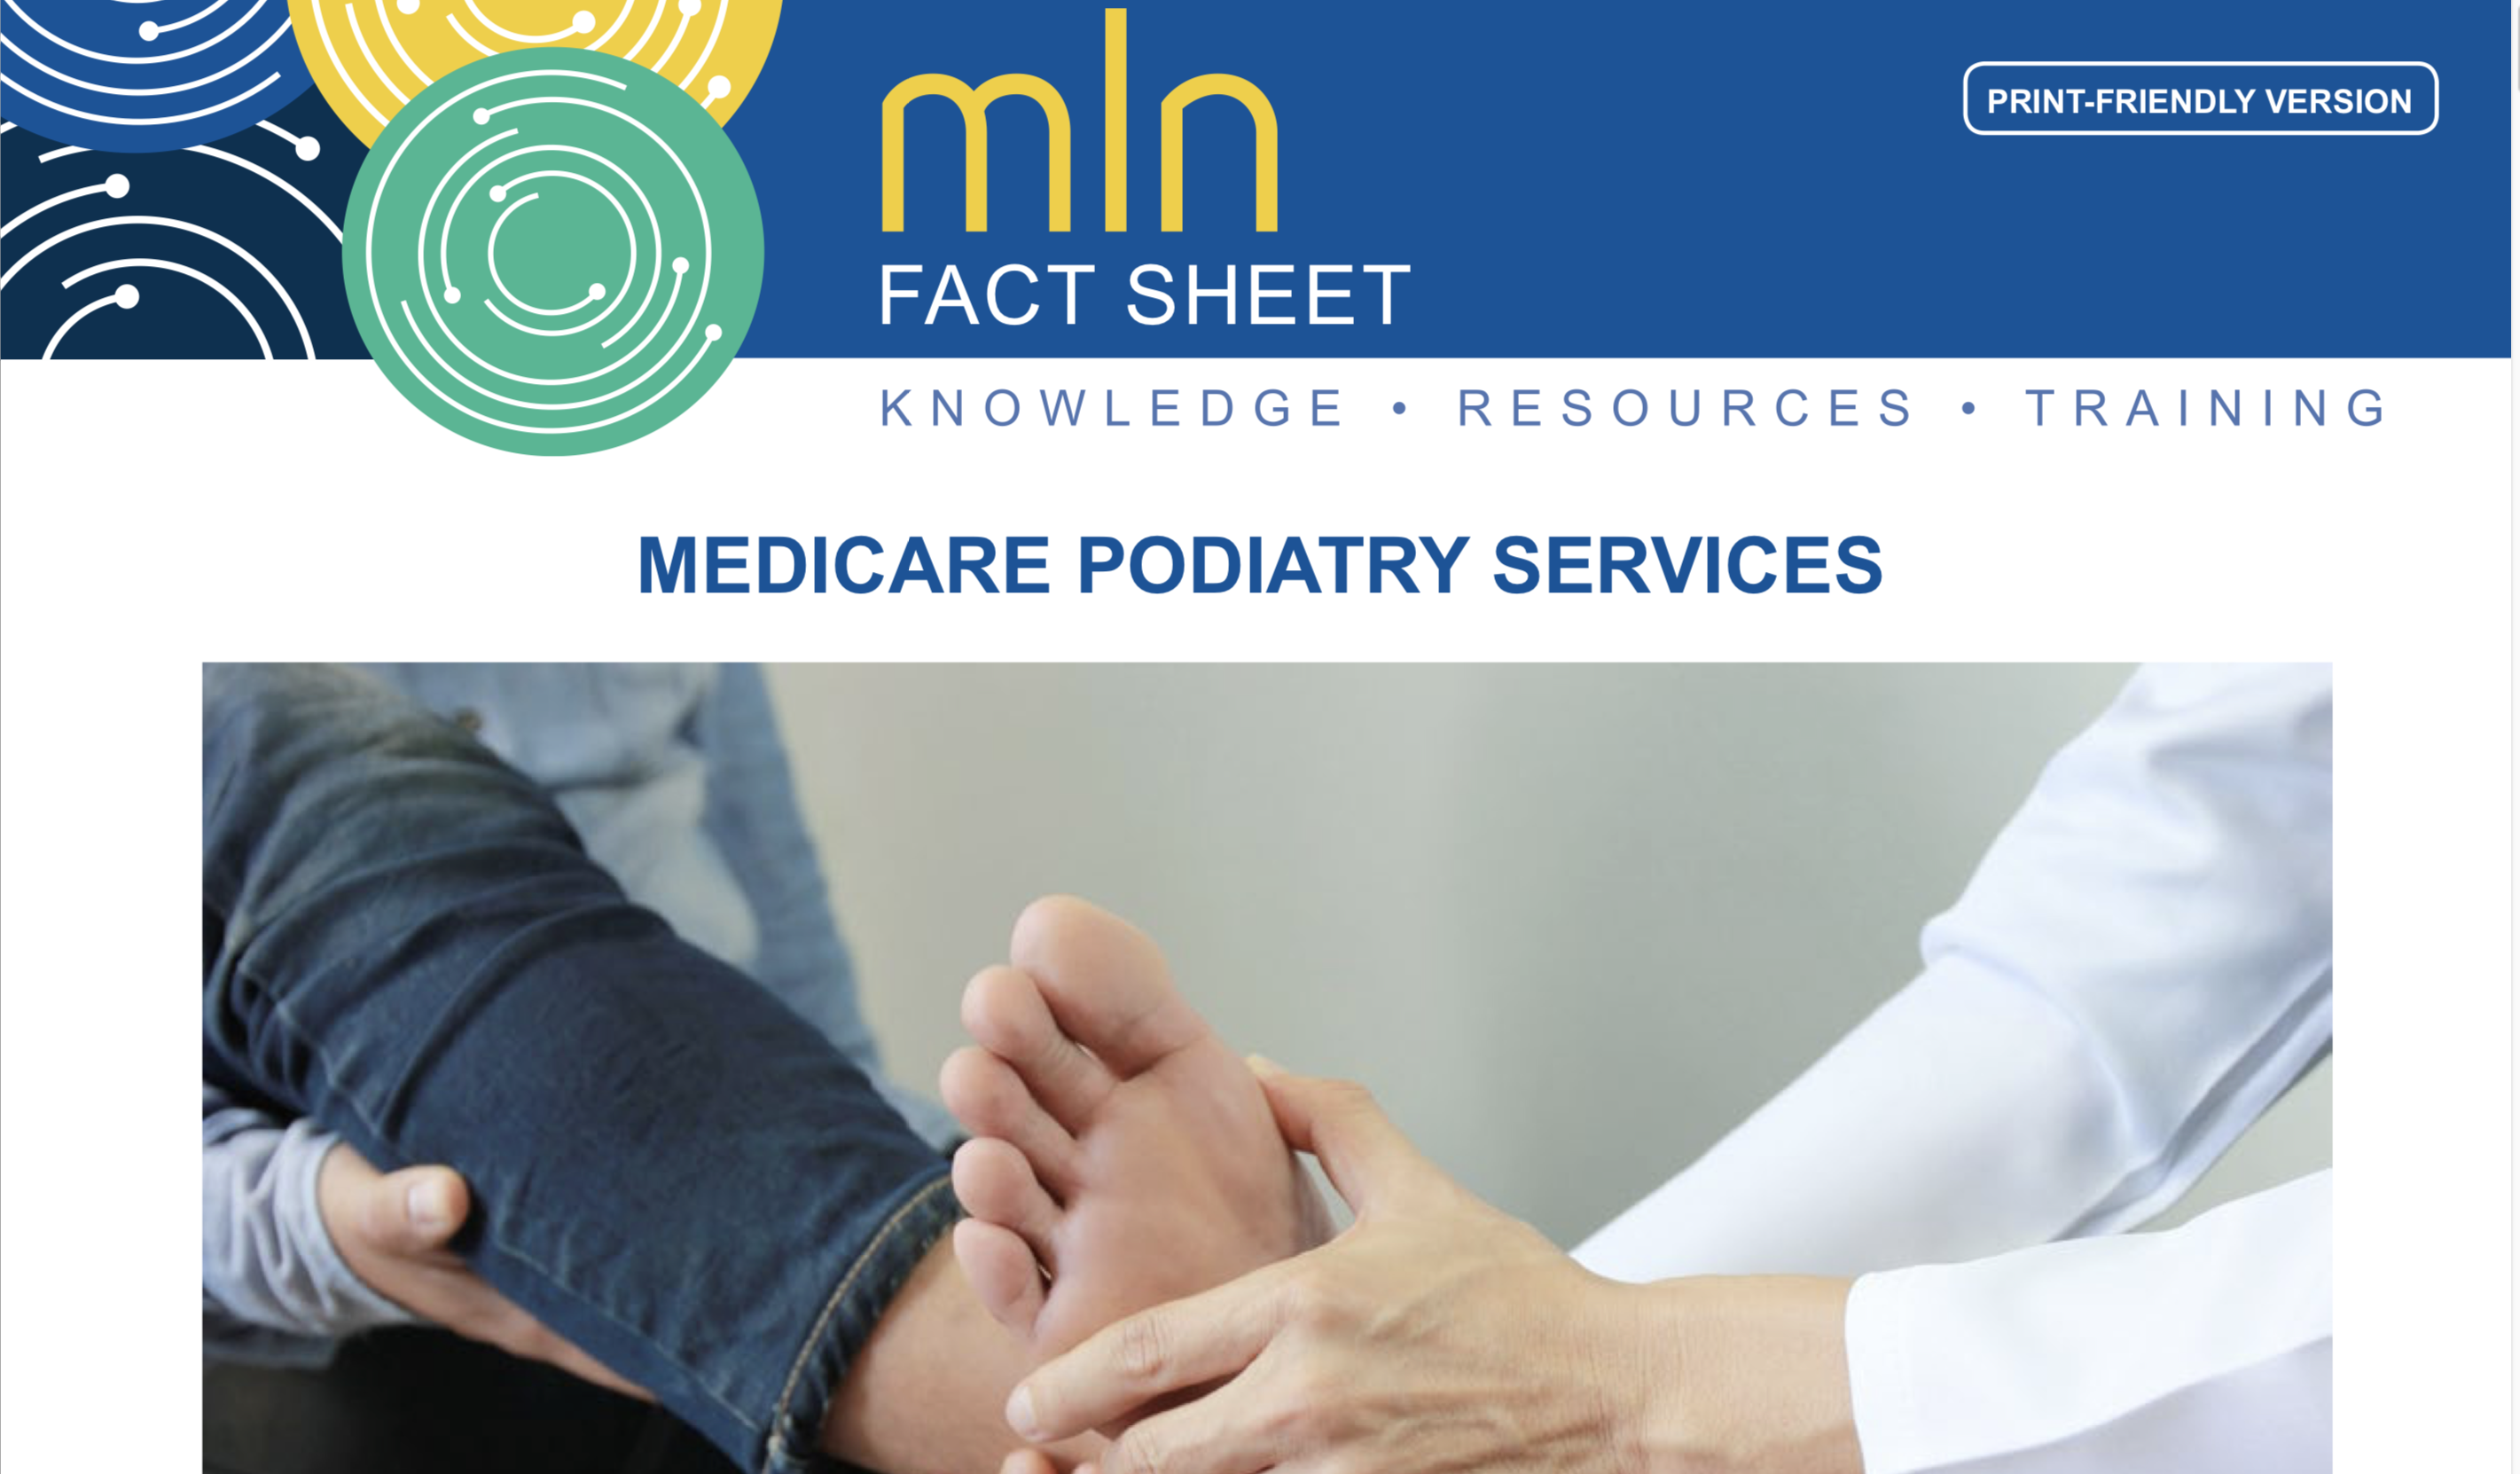 mln
PRINT-FRIENDLY VERSION
FACT SHEET
KNOWLEDGE • RESOURCES • TRAINING
MEDICARE PODIATRY SERVICES